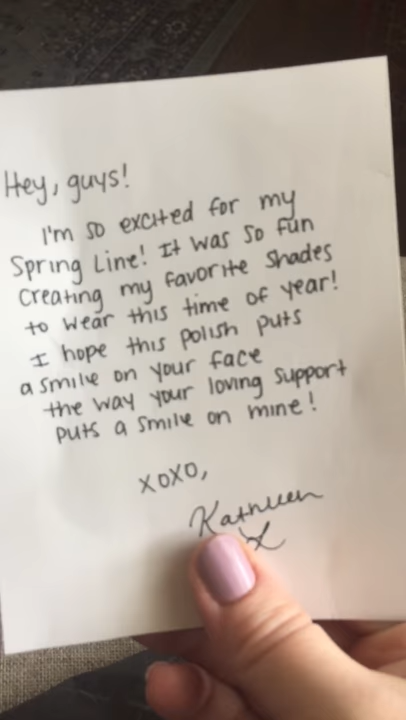 Hey, guys!
I'm so excited for my
Spring Line! It was so fun
creating my favorite shades
to wear this time of year!
I hope this polish puts
a smile on your face
the way your loving support
puts a smile on mine!
xoxo,
Kathleen
X